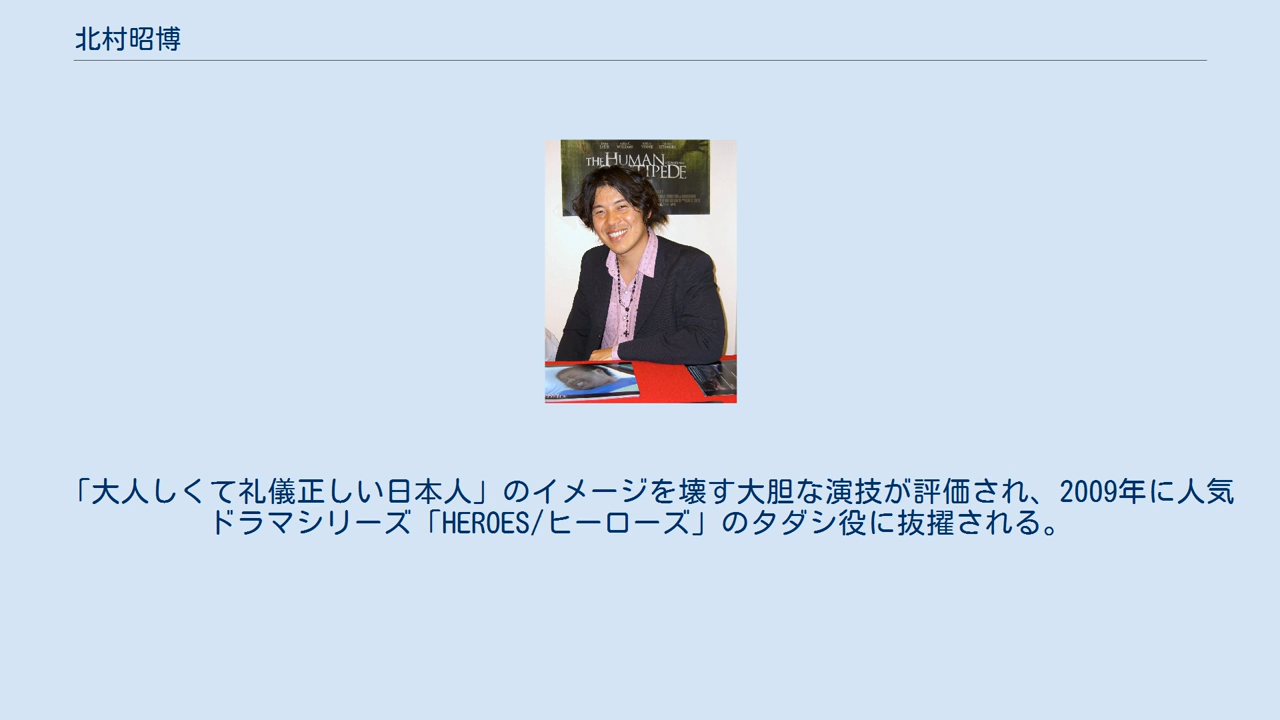 北村昭博
THE HUMAN
「大人しくて礼儀正しい日本人」のイメージを壊す大胆な演技が評価され、2009年に人気
ドラマシリーズ「HEROES/ヒーローズ」のタダシ役に抜擢される。